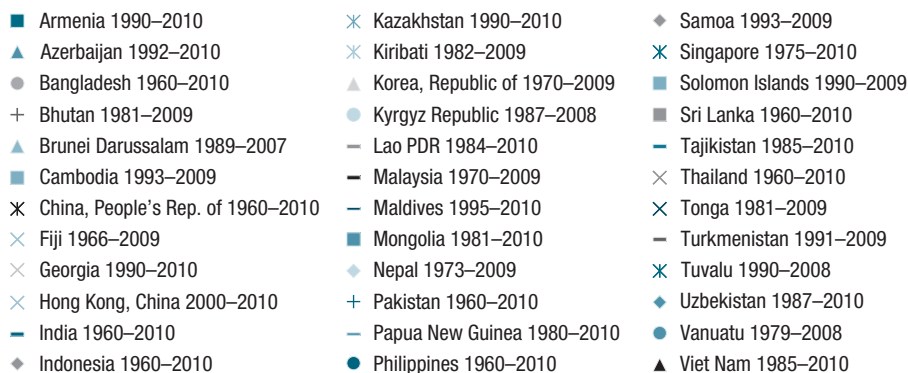 Armenia 1990–2010
Azerbaijan 1992–2010
Bangladesh 1960–2010
Bhutan 1981–2009
Brunei Darussalam 1989–2007
Cambodia 1993–2009
China, People's Rep. of 1960–2010
Fiji 1966–2009
Georgia 1990–2010
Hong Kong, China 2000–2010
India 1960–2010
Indonesia 1960–2010
Kazakhstan 1990–2010
Kiribati 1982–2009
Korea, Republic of 1970–2009
Kyrgyz Republic 1987–2008
Lao PDR 1984–2010
Malaysia 1970–2009
Maldives 1995–2010
Mongolia 1981–2010
Nepal 1973–2009
Pakistan 1960–2010
Papua New Guinea 1980–2010
Philippines 1960–2010
Samoa 1993–2009
Singapore 1975–2010
Solomon Islands 1990–2009
Sri Lanka 1960–2010
Tajikistan 1985–2010
Thailand 1960–2010
Tonga 1981–2009
Turkmenistan 1991–2009
Tuvalu 1990–2008
Uzbekistan 1987–2010
Vanuatu 1979–2008
Viet Nam 1985–2010